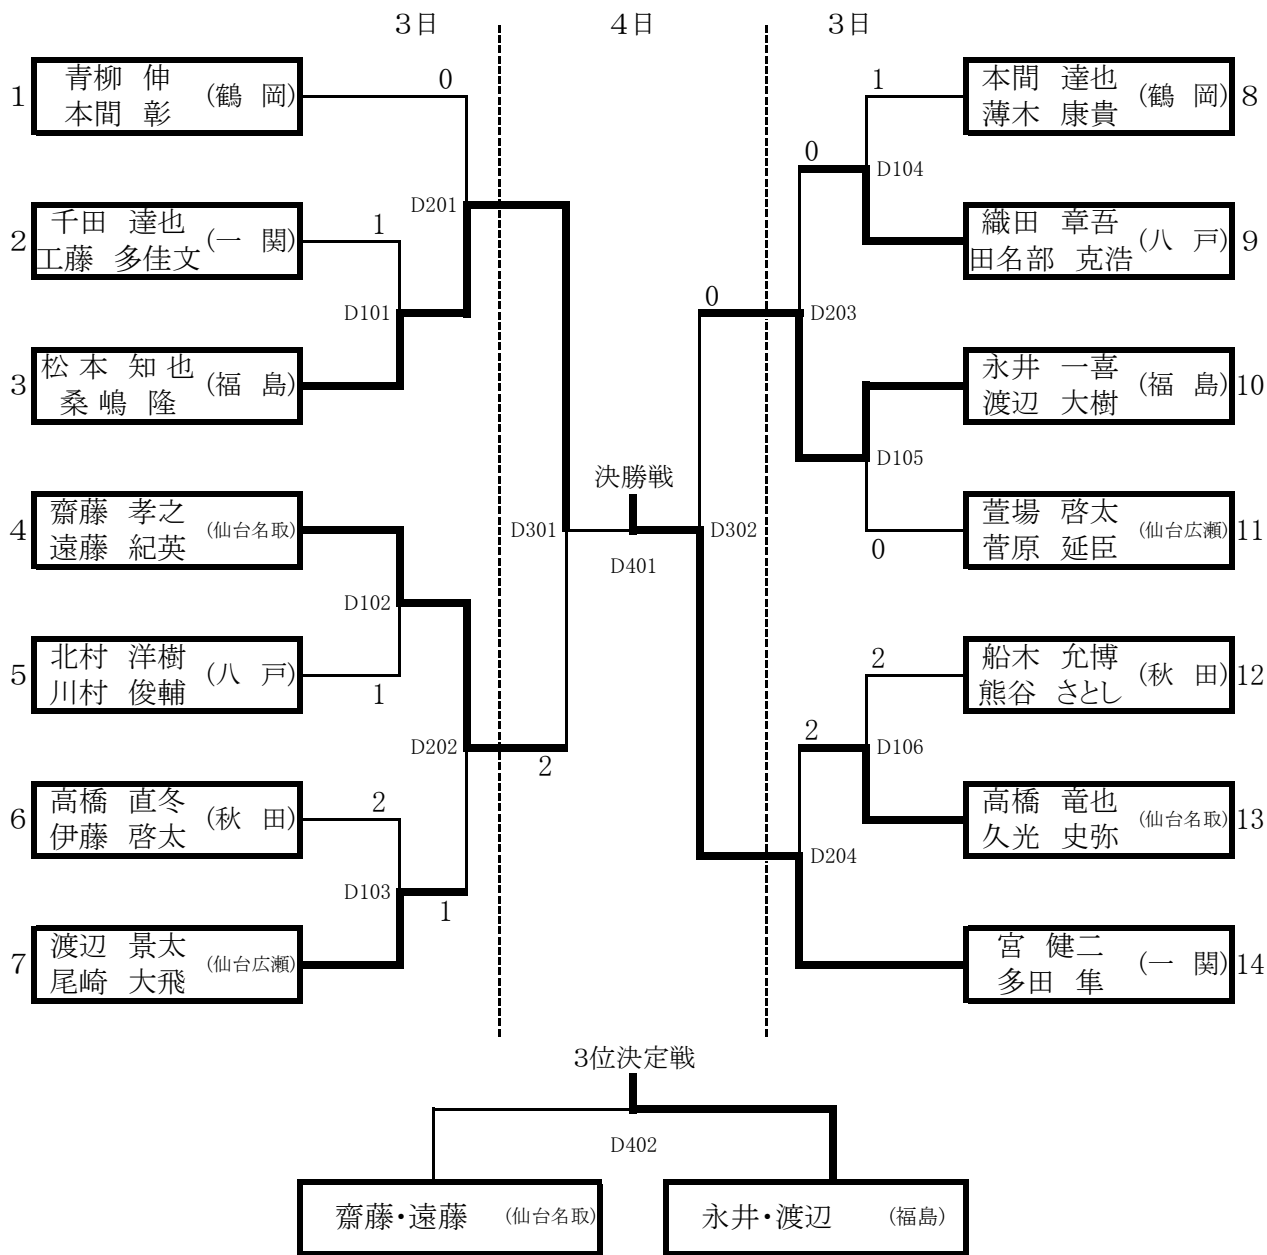 3日
4日
3日
1
青柳 伸
本間 彰
(鶴 岡)
0
2
千田 達也
工藤 多佳文
(一 関)
1
D201
D101
3
松本 知也
桑嶋 隆
(福 島)
4
齋藤 孝之
遠藤 紀英
(仙台名取)
D102
5
北村 洋樹
川村 俊輔
(八 戸)
1
D202
2
6
高橋 直冬
伊藤 啓太
(秋 田)
2
D103
1
7
渡辺 景太
尾崎 大飛
(仙台広瀬)
D301
決勝戦
D401
D302
0
1
本間 達也
薄木 康貴
(鶴 岡)
8
0
D104
織田 章吾
田名部 克浩
(八 戸)
9
D203
永井 一喜
渡辺 大樹
(福 島)
10
D105
萱場 啓太
菅原 延臣
(仙台広瀬)
11
0
2
船木 允博
熊谷 さとし
(秋 田)
12
2
D106
高橋 竜也
久光 史弥
(仙台名取)
13
D204
宮 健二
多田 隼
(一 関)
14
3位決定戦
D402
齋藤・遠藤 (仙台名取)
永井・渡辺 (福島)